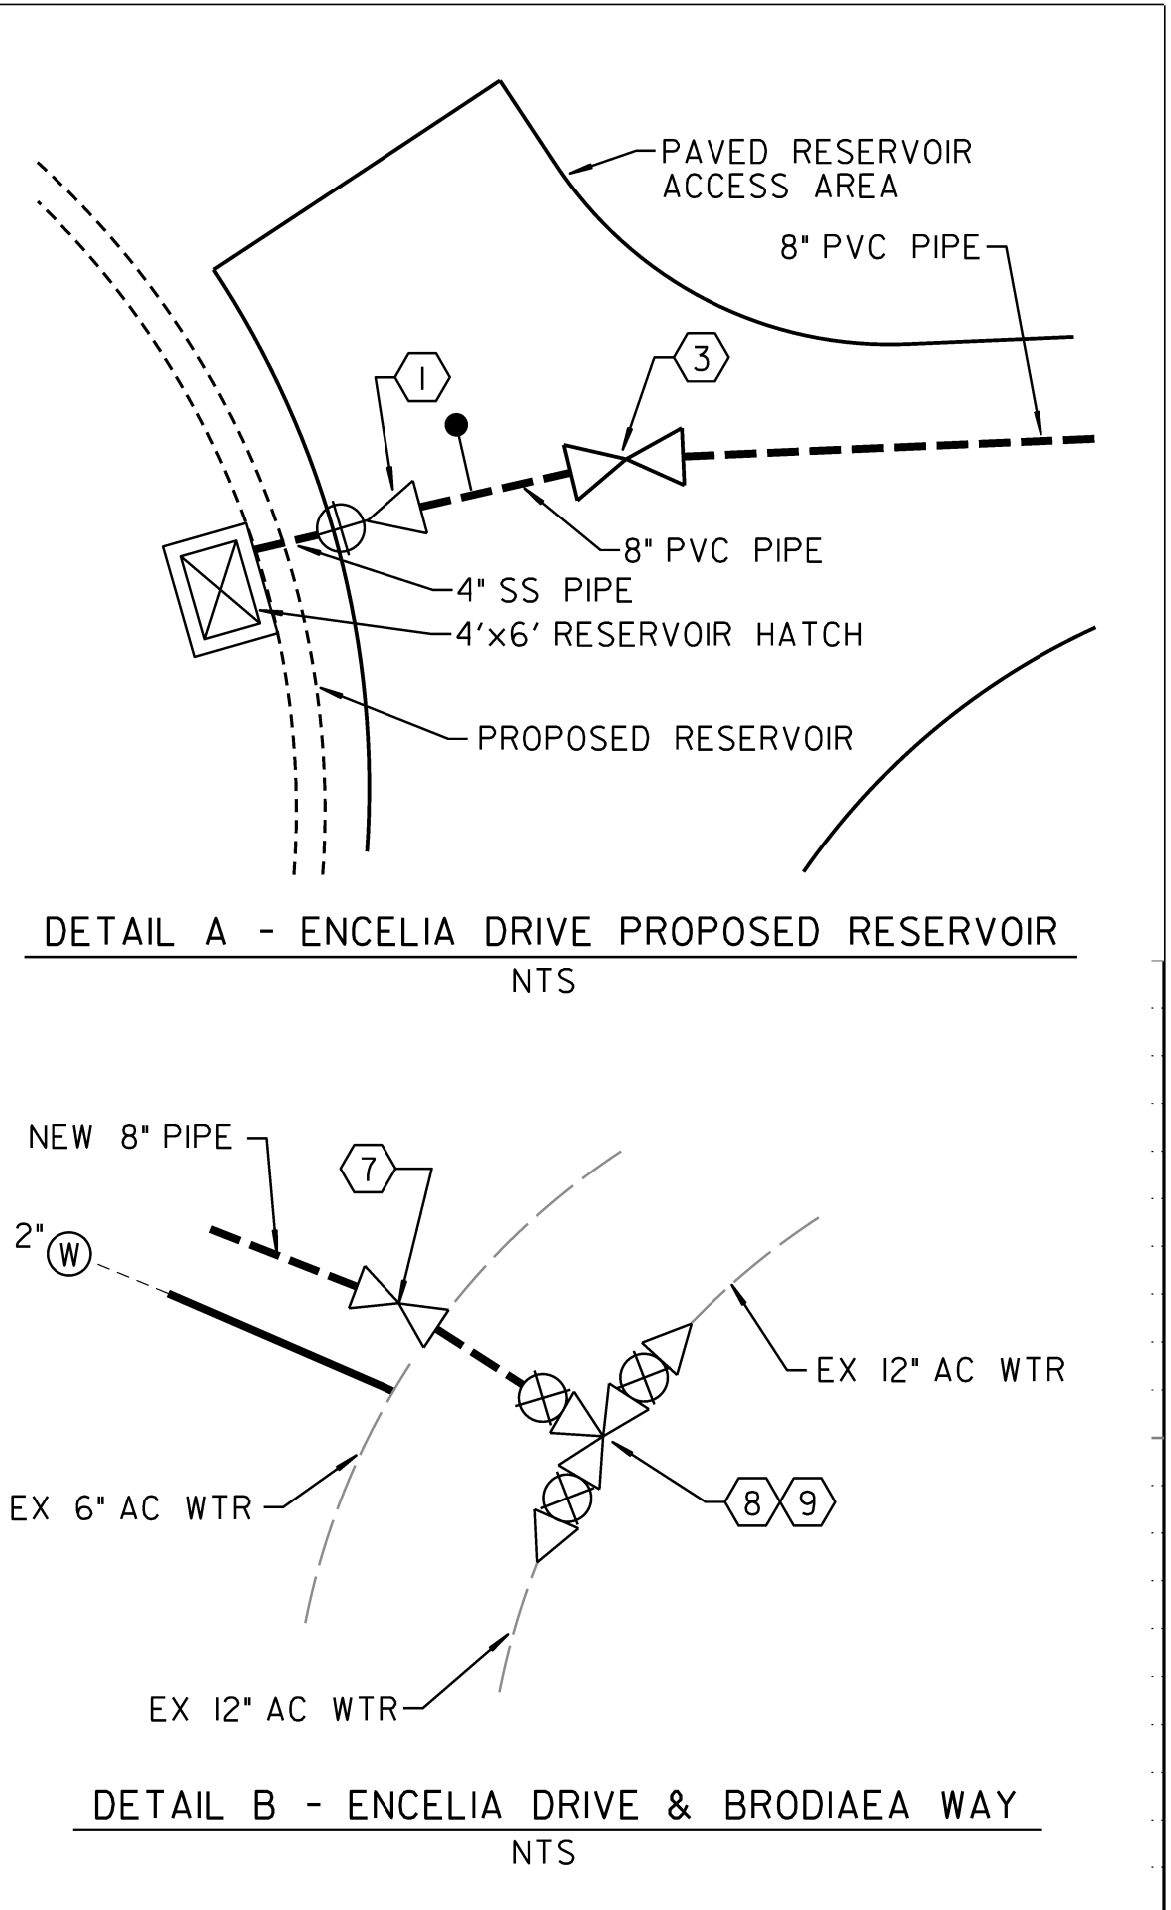 PAVED RESERVOIR
ACCESS AREA
8" PVC PIPE
3
1
8" PVC PIPE
4" SS PIPE
4'x6' RESERVOIR HATCH
PROPOSED RESERVOIR
DETAIL A - ENCELIA DRIVE PROPOSED RESERVOIR
NTS
NEW 8" PIPE
7
2" W
EX 12" AC WTR
8 9
EX 6" AC WTR
EX 12" AC WTR
DETAIL B - ENCELIA DRIVE & BRODIAEA WAY
NTS